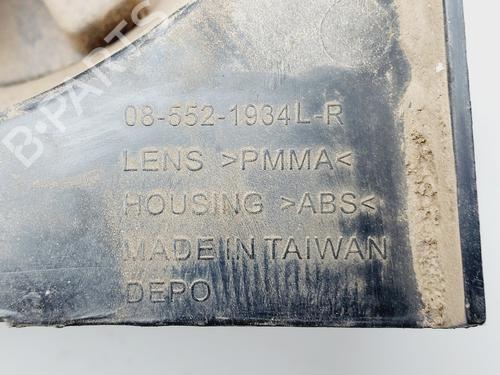 08-552-1934L-R
LENS >PMMA<
HOUSING >ABS<
MADE IN TAIWAN
DEPO
B-PARTS